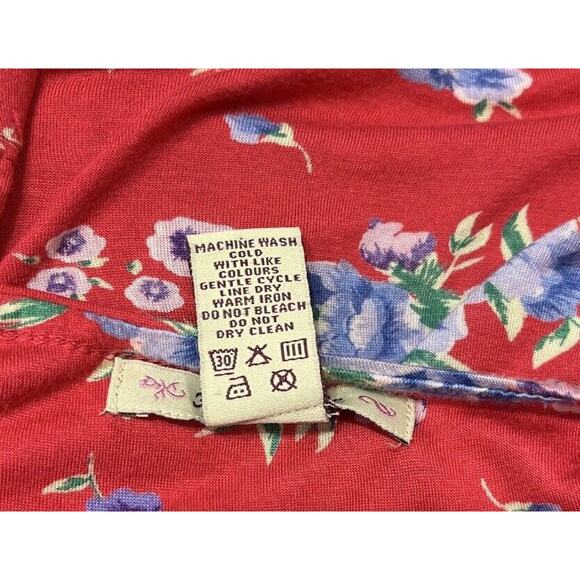 MACHINE WASH
COLD
WITH LIKE
COLOURS
GENTLE CYCLE
LINE DRY
WARM IRON
DO NOT BLEACH
DO NOT
DRY CLEAN
30